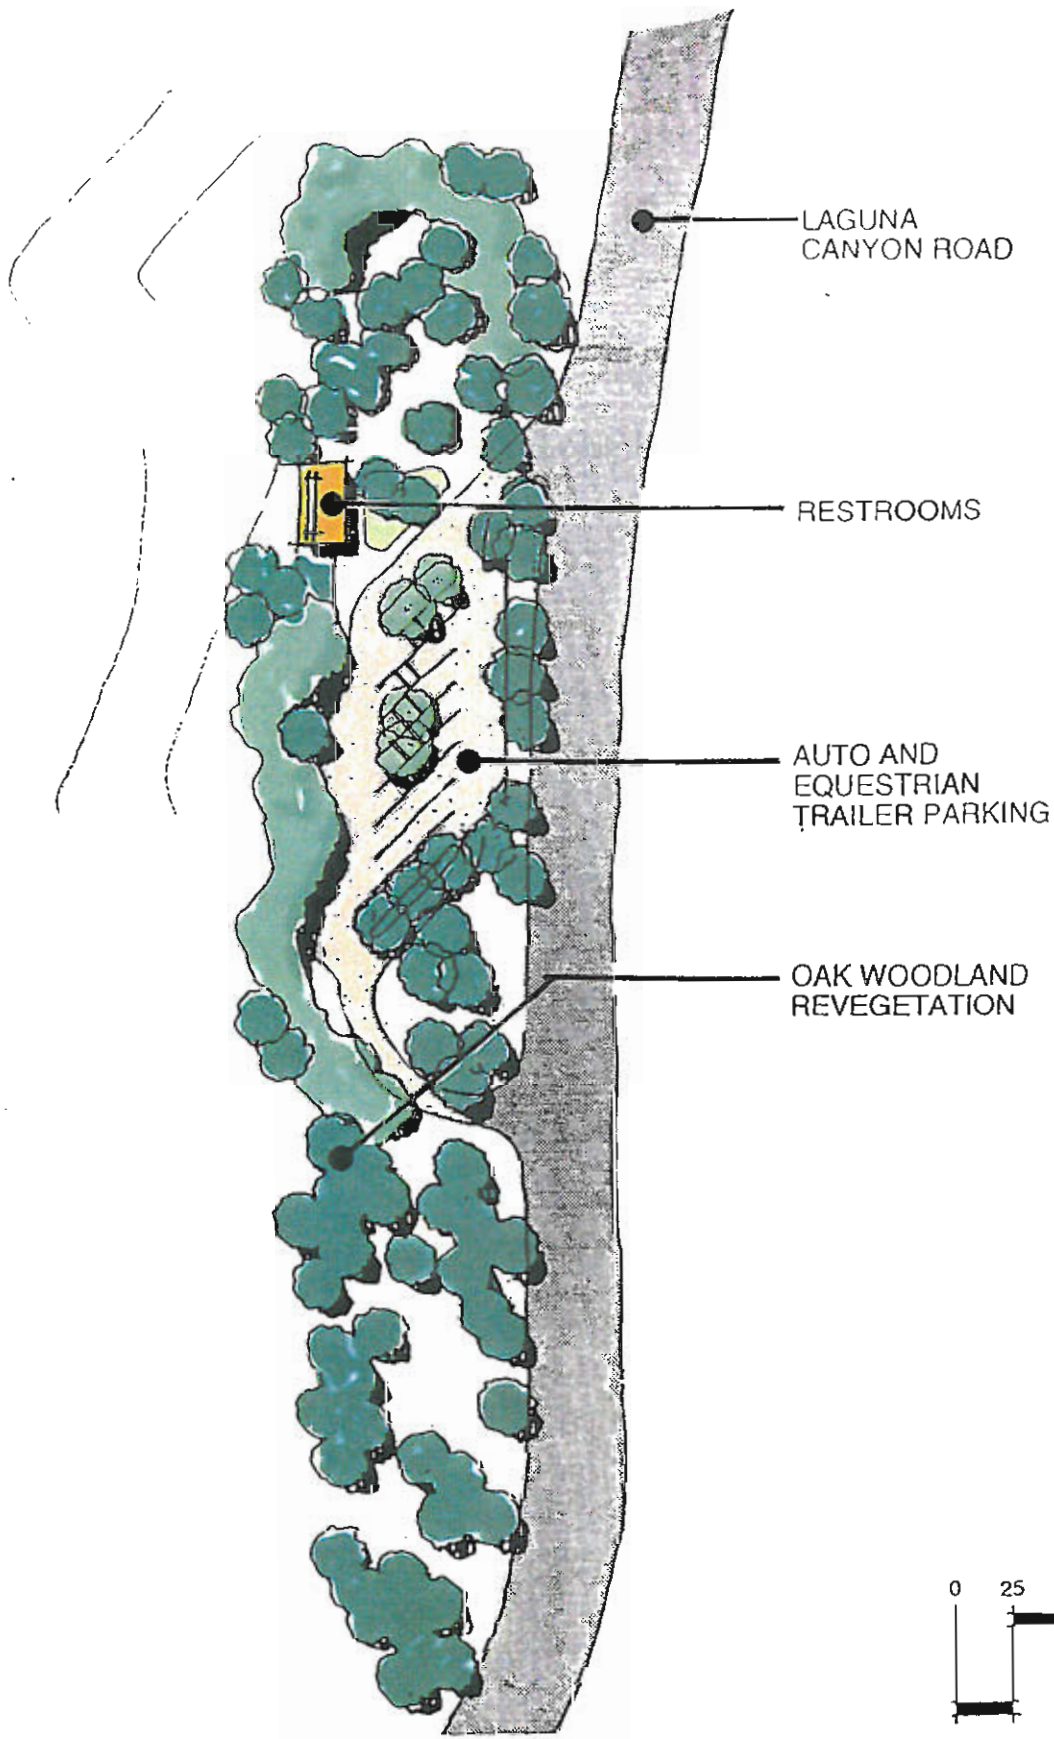 LAGUNA
CANYON ROAD
RESTROOMS
AUTO AND
EQUESTRIAN
TRAILER PARKING
OAK WOODLAND
REVEGETATION
0 25